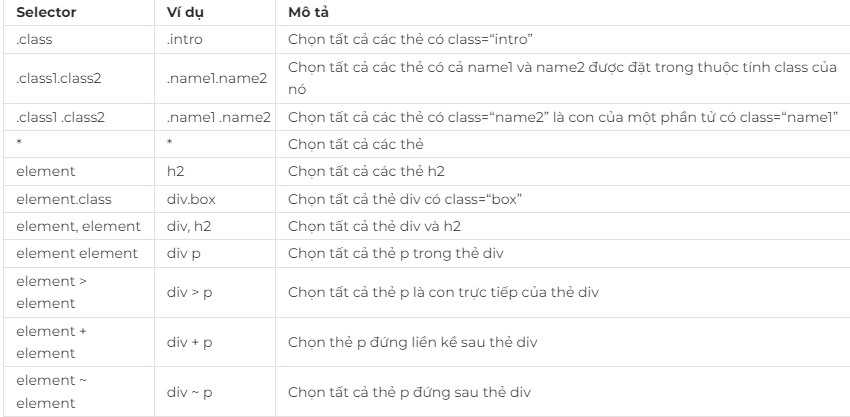 Selector Ví dụ Mô tả
.class .intro Chọn tất cả các thẻ có class=“intro”
.class1.class2 .name1.name2 Chọn tất cả các thẻ có cả name1 và name2 được đặt trong thuộc tính class của
nó
.class1 .class2 .name1 .name2 Chọn tất cả các thẻ có class=“name2” là con của một phần tử có class=“name1”
* * Chọn tất cả các thẻ
element h2 Chọn tất cả các thẻ h2
element.class div.box Chọn tất cả thẻ div có class=“box”
element, element div, h2 Chọn tất cả thẻ div và h2
element element div p Chọn tất cả thẻ p trong thẻ div
element >
element div > p Chọn tất cả thẻ p là con trực tiếp của thẻ div
element +
element div + p Chọn thẻ p đứng liền kề sau thẻ div
element ~
element div ~ p Chọn tất cả thẻ p đứng sau thẻ div